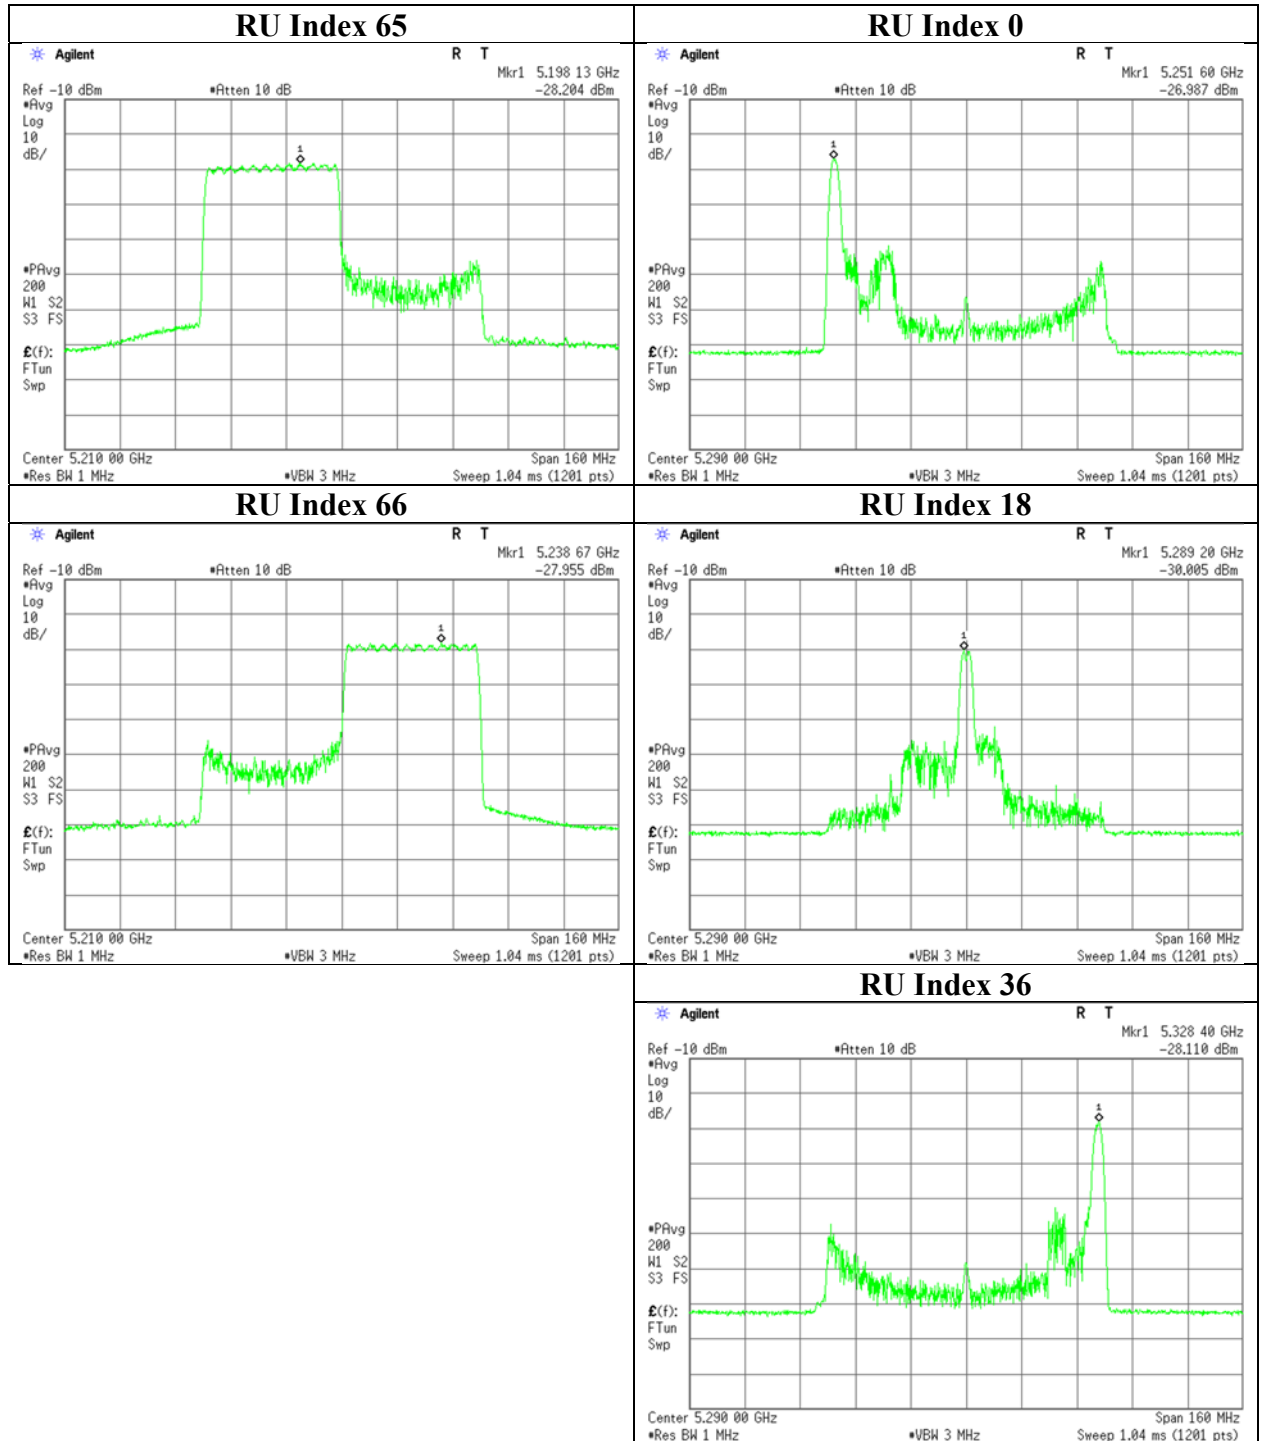 RU Index 65
Agilent
R T
Mkr1 5.198 13 GHz
Ref -10 dBm
*Atten 10 dB
-28.204 dBm
*Avg
Log
10
dB/
1
*PAvg
200
W1 S2
S3 FS
£(f):
FTun
Swp
Center 5.210 00 GHz
Span 160 MHz
*Res BW 1 MHz
*VBW 3 MHz
Sweep 1.04 ms (1201 pts)
RU Index 0
Agilent
R T
Mkr1 5.251 60 GHz
Ref -10 dBm
*Atten 10 dB
-26.987 dBm
*Avg
Log
10
dB/
1
*PAvg
200
W1 S2
S3 FS
£(f):
FTun
Swp
Center 5.290 00 GHz
Span 160 MHz
*Res BW 1 MHz
*VBW 3 MHz
Sweep 1.04 ms (1201 pts)
RU Index 66
Agilent
R T
Mkr1 5.238 67 GHz
Ref -10 dBm
*Atten 10 dB
-27.955 dBm
*Avg
Log
10
dB/
1
*PAvg
200
W1 S2
S3 FS
£(f):
FTun
Swp
Center 5.210 00 GHz
Span 160 MHz
*Res BW 1 MHz
*VBW 3 MHz
Sweep 1.04 ms (1201 pts)
RU Index 18
Agilent
R T
Mkr1 5.289 20 GHz
Ref -10 dBm
*Atten 10 dB
-30.005 dBm
*Avg
Log
10
dB/
1
*PAvg
200
W1 S2
S3 FS
£(f):
FTun
Swp
Center 5.290 00 GHz
Span 160 MHz
*Res BW 1 MHz
*VBW 3 MHz
Sweep 1.04 ms (1201 pts)
RU Index 36
Agilent
R T
Mkr1 5.328 40 GHz
Ref -10 dBm
*Atten 10 dB
-28.110 dBm
*Avg
Log
10
dB/
1
*PAvg
200
W1 S2
S3 FS
£(f):
FTun
Swp
Center 5.290 00 GHz
Span 160 MHz
*Res BW 1 MHz
*VBW 3 MHz
Sweep 1.04 ms (1201 pts)